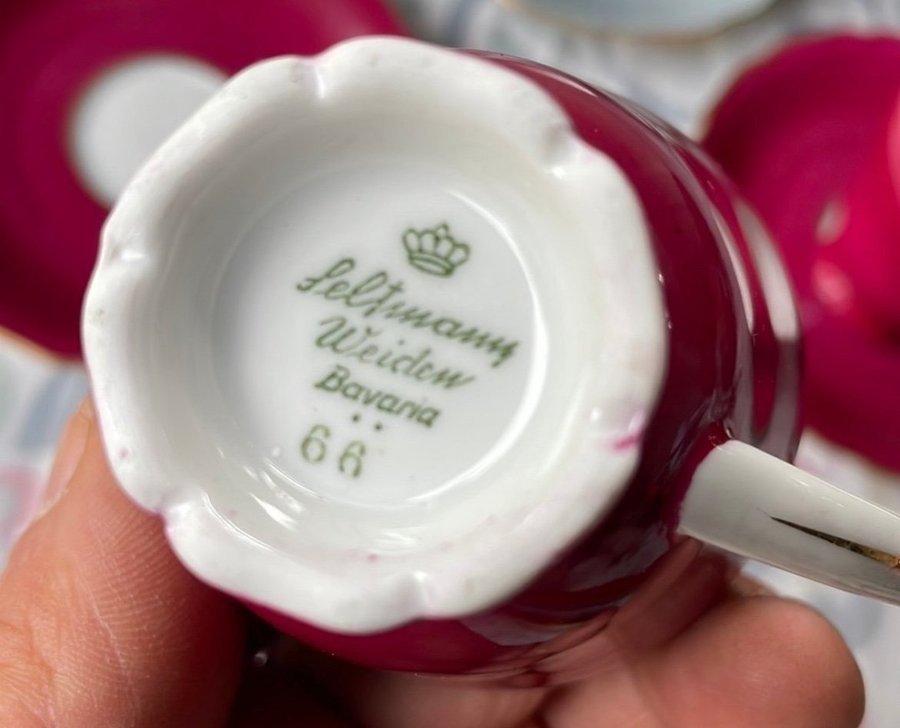 Seltmann
Weiden
Bavaria
66